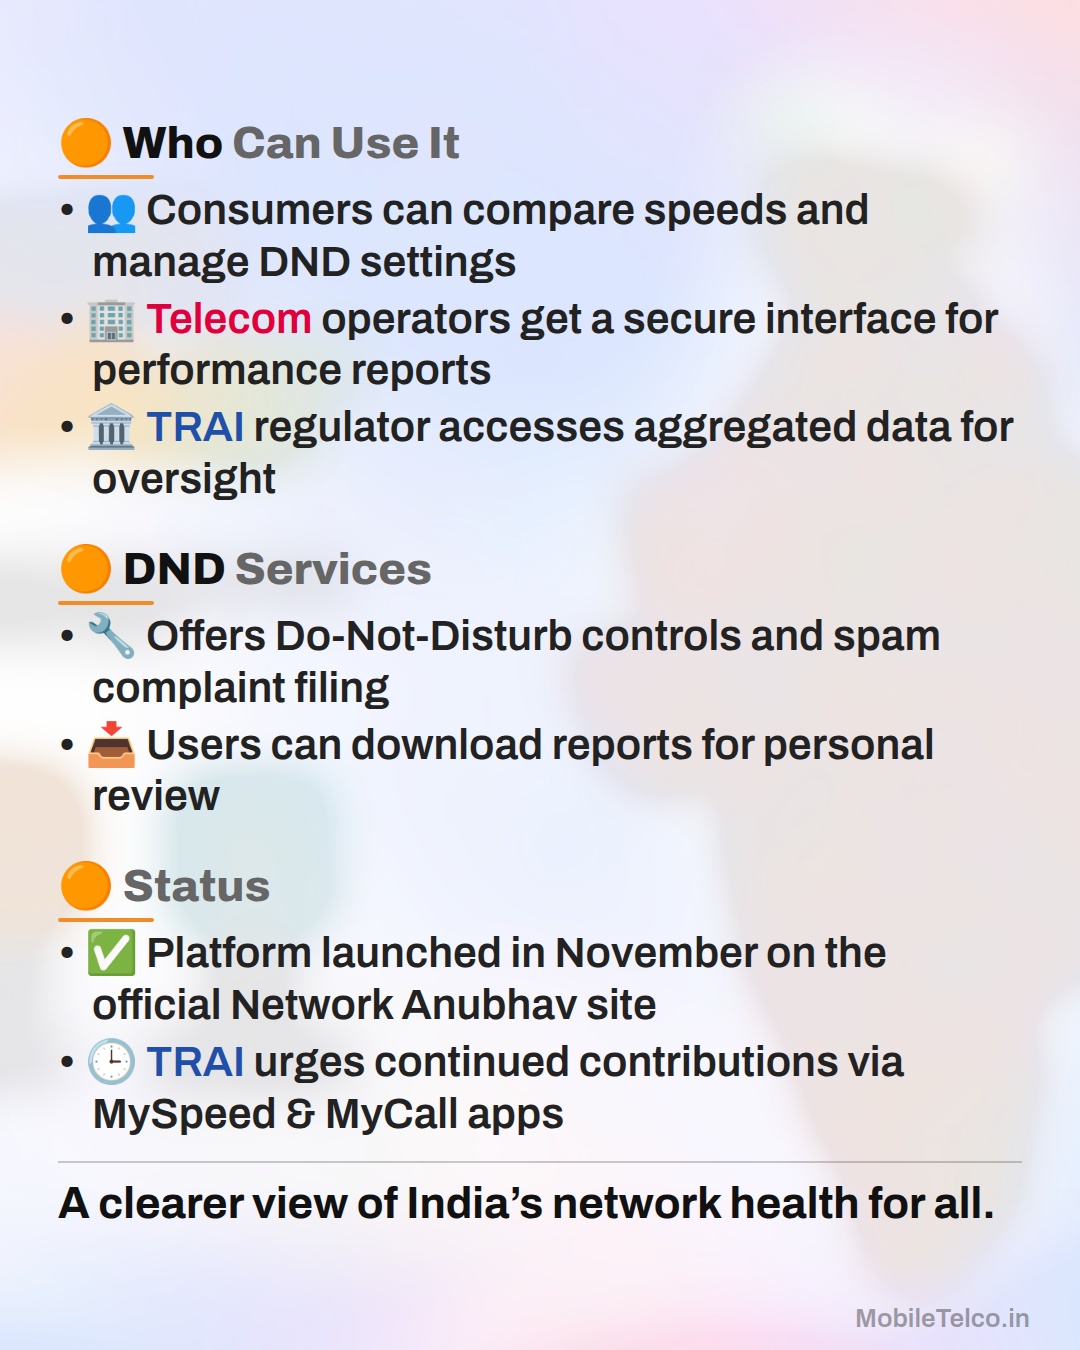 🟠 Who Can Use It
• 👥 Consumers can compare speeds and
manage DND settings
• 🏢 Telecom operators get a secure interface for
performance reports
• 🏛️ TRAI regulator accesses aggregated data for
oversight
🟠 DND Services
• 🔧 Offers Do-Not-Disturb controls and spam
complaint filing
• 📥 Users can download reports for personal
review
🟠 Status
• ✅ Platform launched in November on the
official Network Anubhav site
• 🕒 TRAI urges continued contributions via
MySpeed & MyCall apps
A clearer view of India’s network health for all.
MobileTelco.in